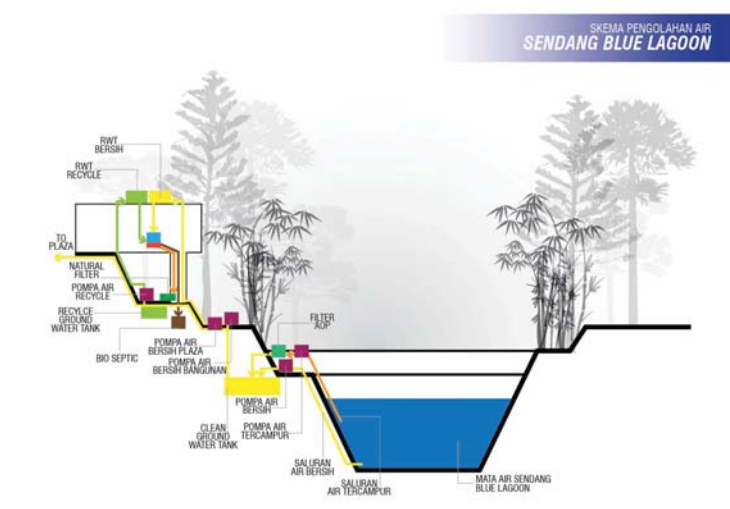 SKEMA PENGOLAHAN AIR
SENDANG BLUE LAGOON
RWT
BERSIH
RWT
RECYCLE
TO
PLAZA
NATURAL
FILTER
POMPA AIR
RECYCLE
RECYLCE
GROUND
WATER TANK
BIO SEPTIC
POMPA AIR
BERSIH PLAZA
POMPA AIR
BERSIH BANGUNAN
FILTER
AOP
POMPA AIR
BERSIH
CLEAN
GROUND
WATER TANK
POMPA AIR
TERCAMPUR
SALURAN
AIR BERSIH
SALURAN
AIR TERCAMPUR
MATA AIR SENDANG
BLUE LAGOON